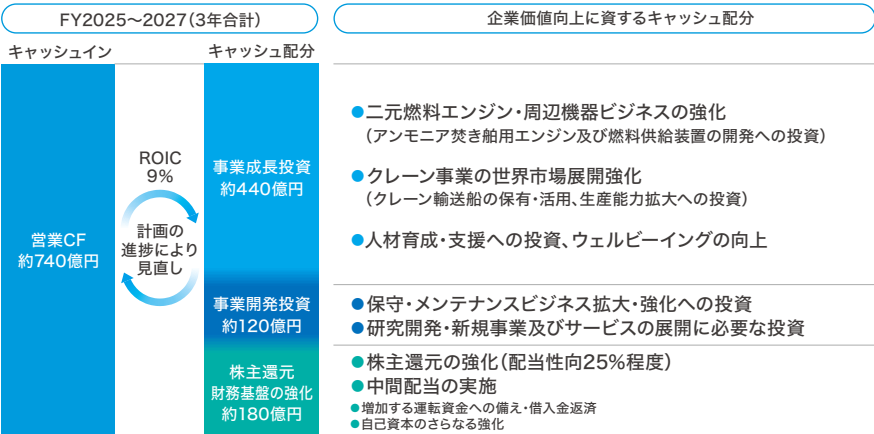 FY2025～2027（3年合計）
企業価値向上に資するキャッシュ配分
キャッシュイン
キャッシュ配分
営業CF
約740億円
ROIC
9%
計画の
進捗により
見直し
事業成長投資
約440億円
●二元燃料エンジン・周辺機器ビジネスの強化
（アンモニア焚き舶用エンジン及び燃料供給装置の開発への投資）
●クレーン事業の世界市場展開強化
（クレーン輸送船の保有・活用、生産能力拡大への投資）
●人材育成・支援への投資、ウェルビーイングの向上
事業開発投資
約120億円
●保守・メンテナンスビジネス拡大・強化への投資
●研究開発・新規事業及びサービスの展開に必要な投資
株主還元
財務基盤の強化
約180億円
●株主還元の強化（配当性向25%程度）
●中間配当の実施
●増加する運転資金への備え・借入金返済
●自己資本のさらなる強化